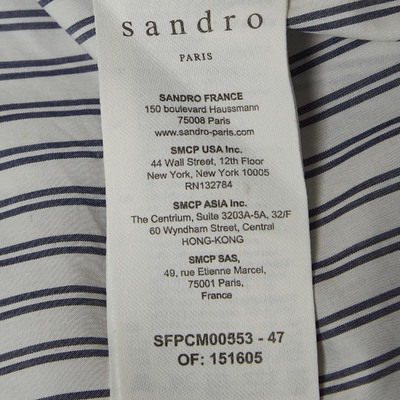 sandro
PARIS
SANDRO FRANCE
150 boulevard Haussmann
75008 Paris
www.sandro-paris.com
SMCP USA Inc.
44 Wall Street, 12th Floor
New York, New York 10005
RN132784
SMCP ASIA Inc.
The Centrium, Suite 3203A-5A, 32/F
60 Wyndham Street, Central
HONG-KONG
SMCP SAS,
49, rue Etienne Marcel,
75001 Paris,
France
SFPCM00553 - 47
OF: 151605